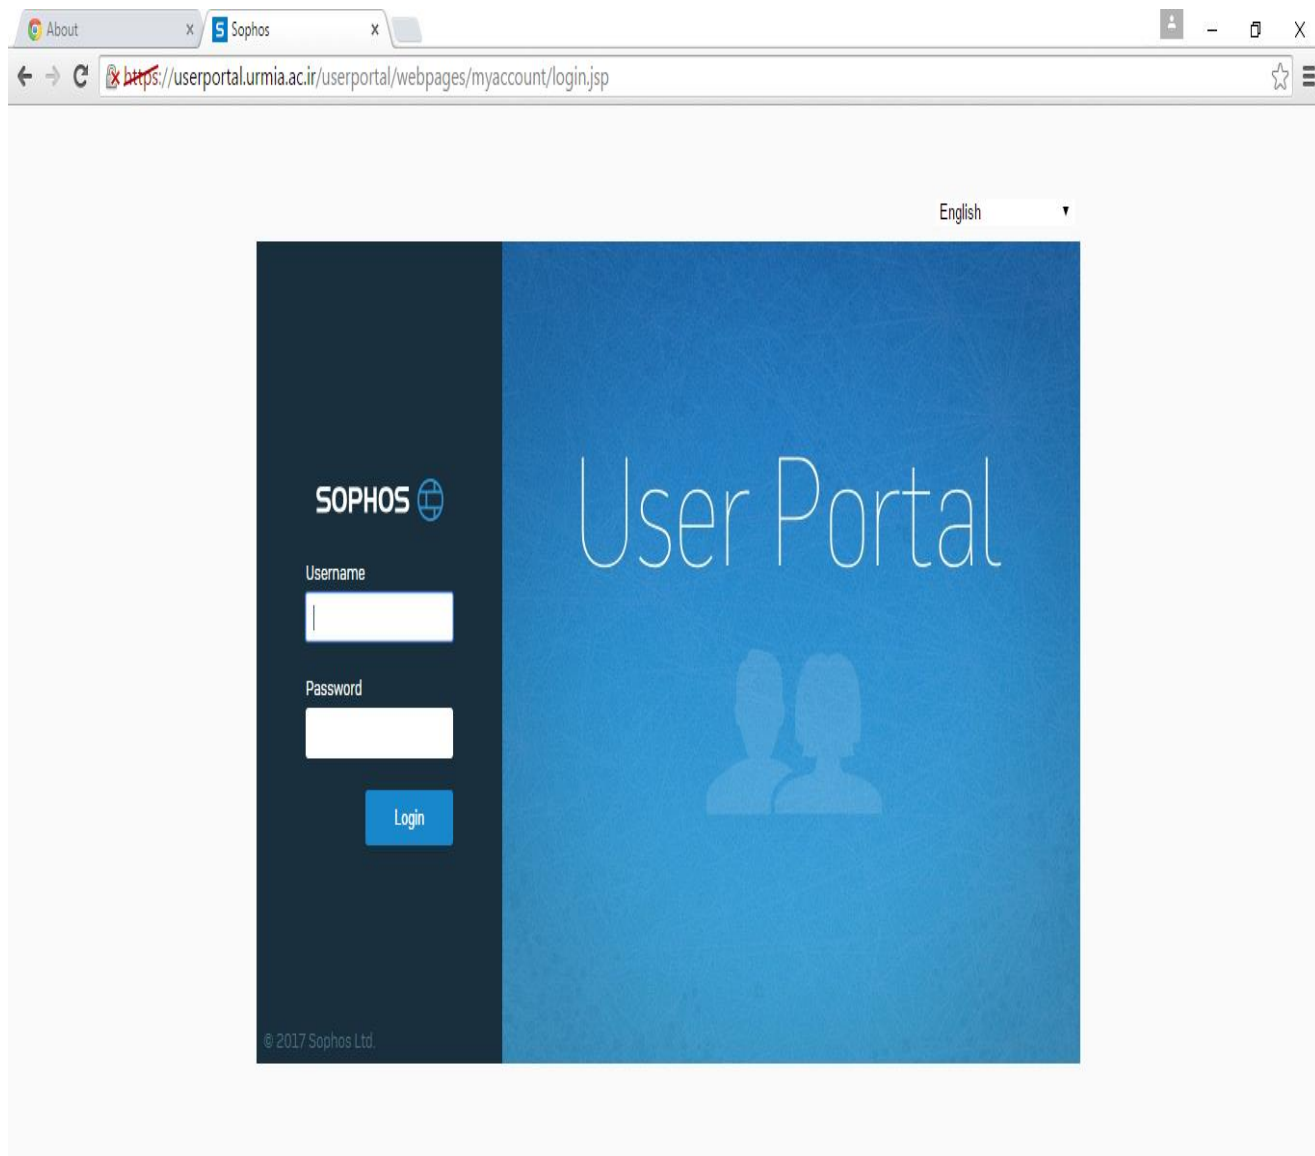 About
Sophos
https://userportal.urmia.ac.ir/userportal/webpages/myaccount/login.jsp
English
SOPHOS
User Portal
Username
Password
Login
© 2017 Sophos Ltd.